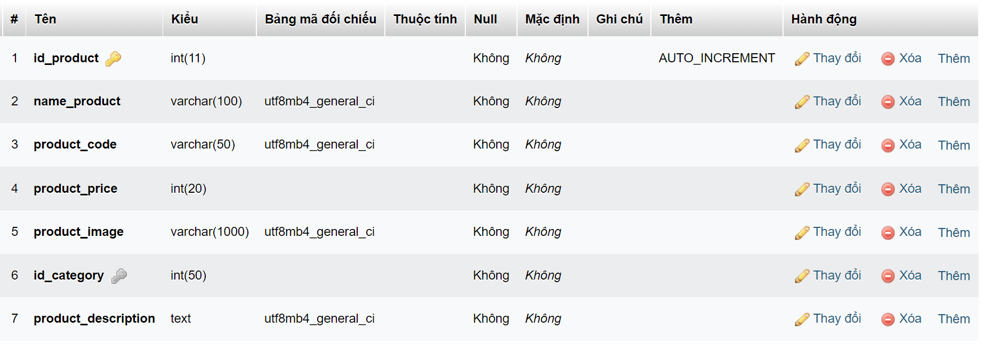 # Tên Kiểu Bảng mã đối chiếu Thuộc tính Null Mặc định Ghi chú Thêm Hành động
1 id_product int(11) Không Không AUTO_INCREMENT Thay đổi Xóa Thêm
2 name_product varchar(100) utf8mb4_general_ci Không Không Thay đổi Xóa Thêm
3 product_code varchar(50) utf8mb4_general_ci Không Không Thay đổi Xóa Thêm
4 product_price int(20) Không Không Thay đổi Xóa Thêm
5 product_image varchar(1000) utf8mb4_general_ci Không Không Thay đổi Xóa Thêm
6 id_category int(50) Không Không Thay đổi Xóa Thêm
7 product_description text utf8mb4_general_ci Không Không Thay đổi Xóa Thêm